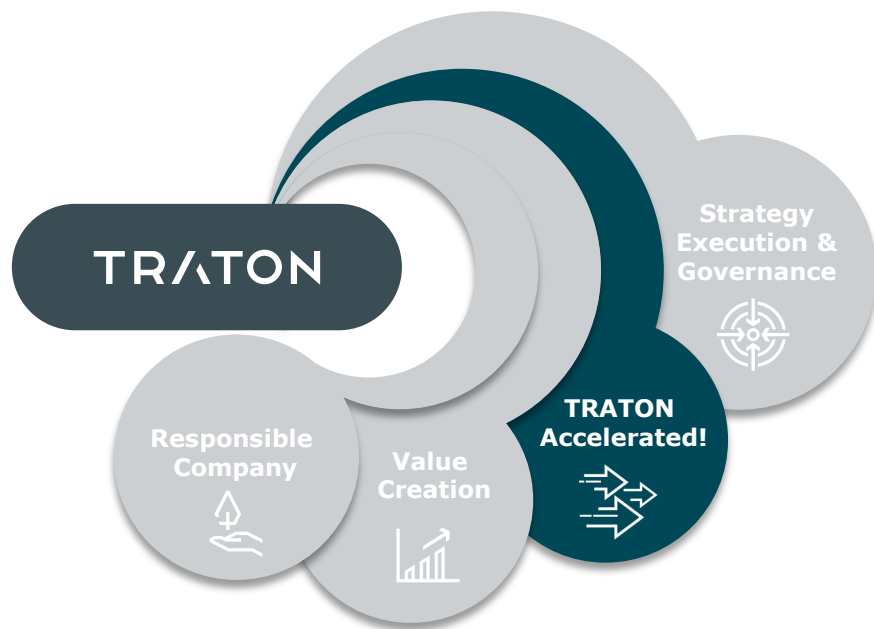 TRATON
Responsible
Company
Value
Creation
TRATON
Accelerated!
Strategy
Execution &
Governance